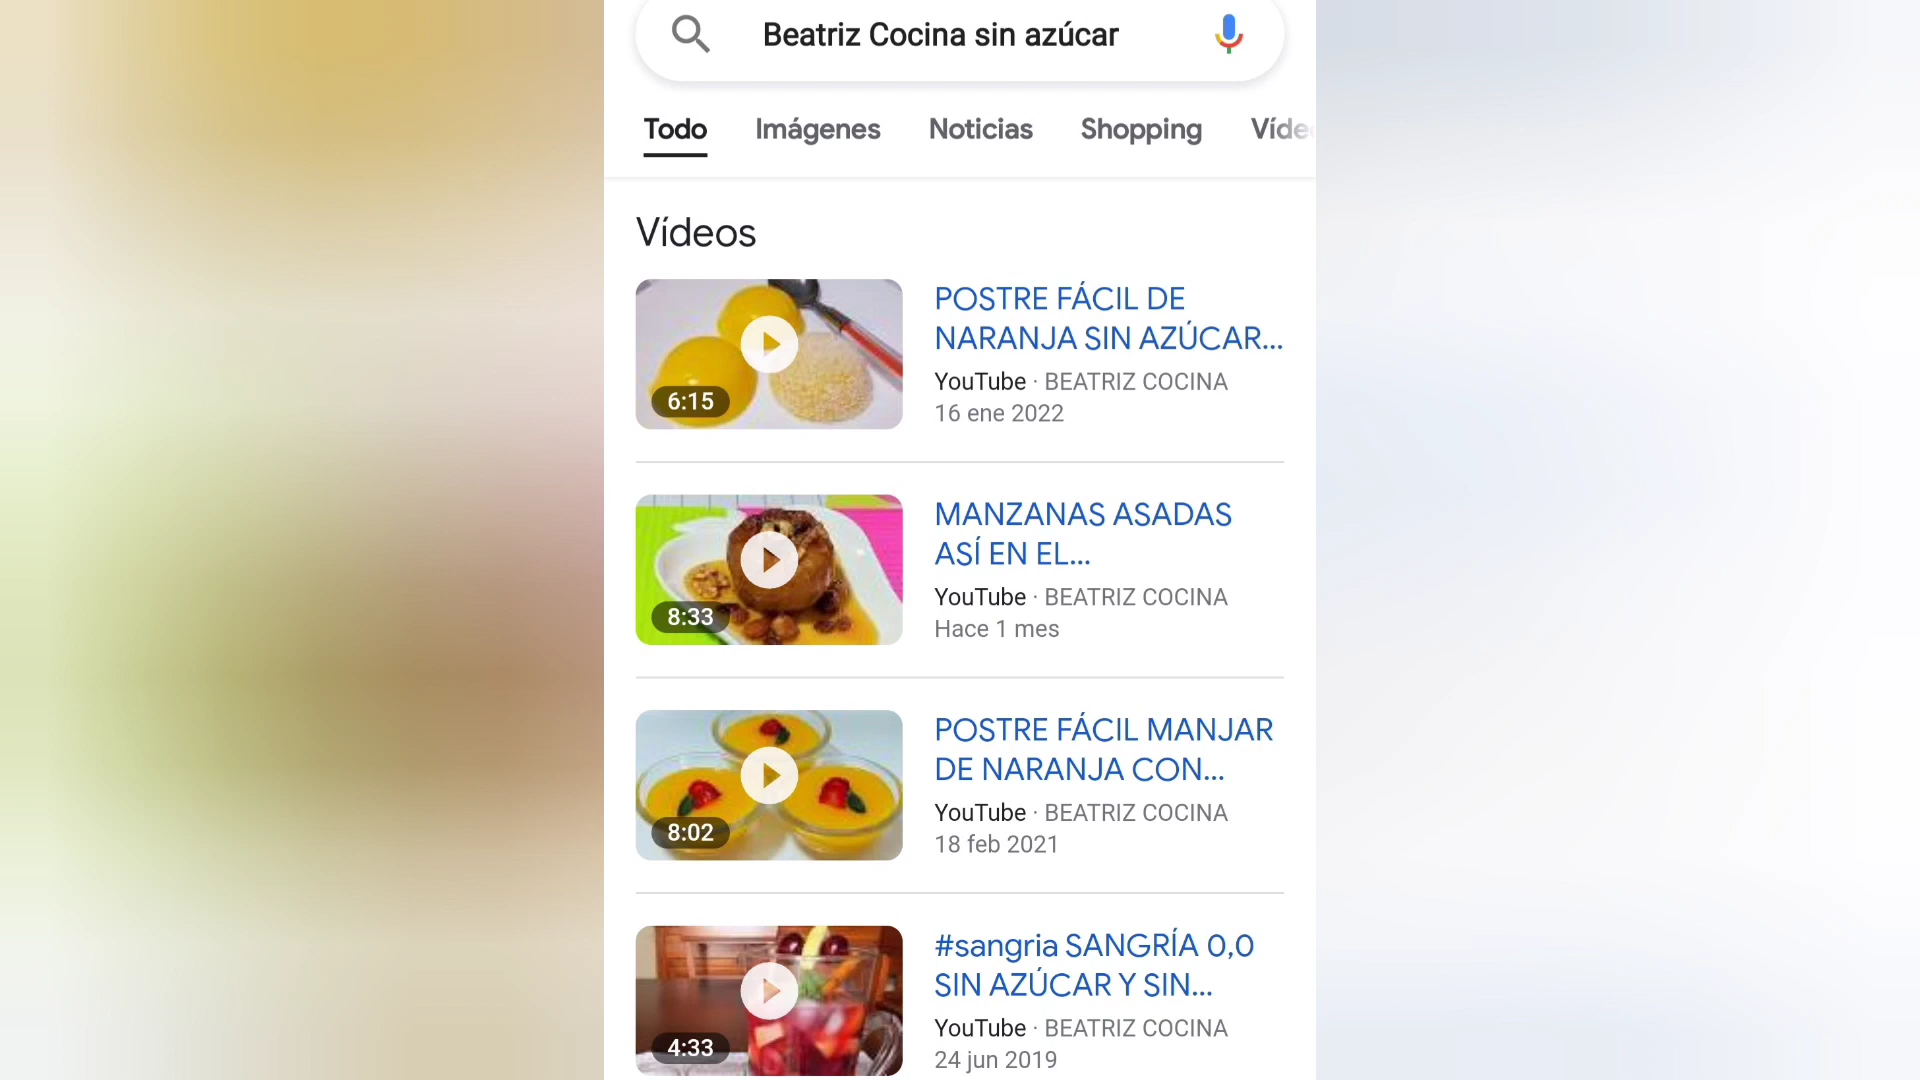 Beatriz Cocina sin azúcar
Todo Imágenes Noticias Shopping Víde
Vídeos
POSTRE FÁCIL DE
NARANJA SIN AZÚCAR...
YouTube · BEATRIZ COCINA
16 ene 2022
6:15
MANZANAS ASADAS
ASÍ EN EL...
YouTube · BEATRIZ COCINA
Hace 1 mes
8:33
POSTRE FÁCIL MANJAR
DE NARANJA CON...
YouTube · BEATRIZ COCINA
18 feb 2021
8:02
#sangria SANGRÍA 0,0
SIN AZÚCAR Y SIN...
YouTube · BEATRIZ COCINA
24 jun 2019
4:33